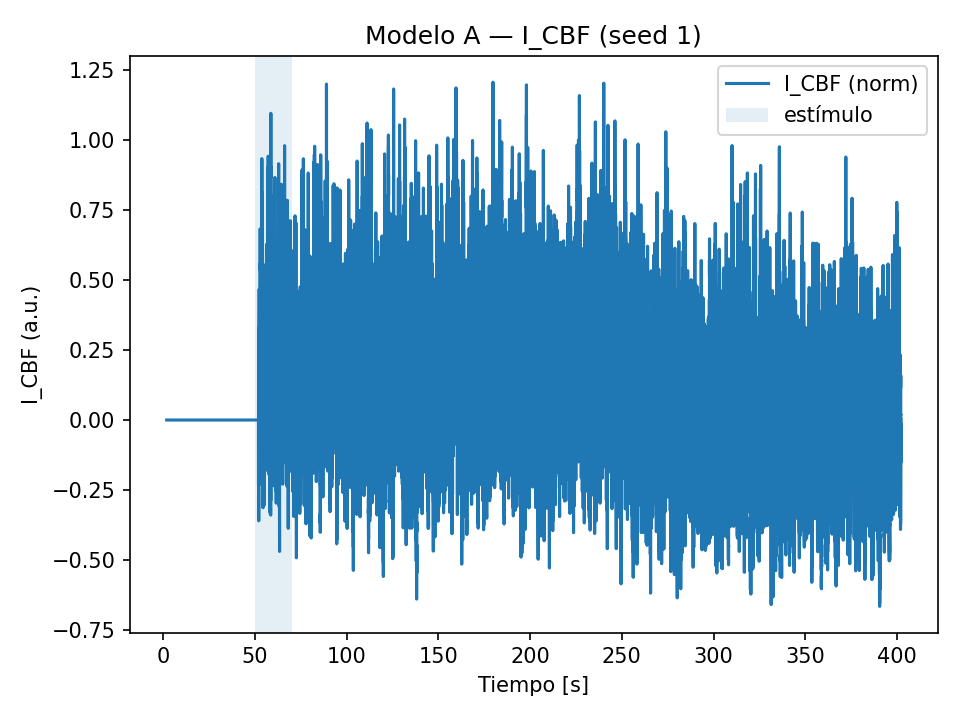 Modelo A — I_CBF (seed 1)
I_CBF (norm)
estímulo
I_CBF (a.u.)
1.25
1.00
0.75
0.50
0.25
0.00
−0.25
−0.50
−0.75
0 50 100 150 200 250 300 350 400
Tiempo [s]